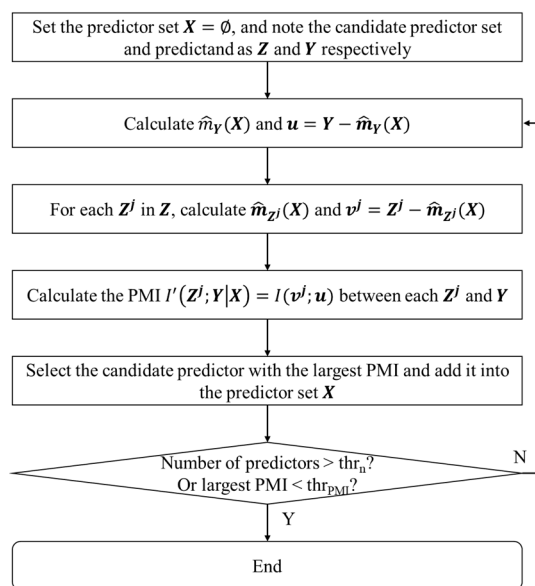 Set the predictor set X = ∅, and note the candidate predictor set
and predictand as Z and Y respectively
Calculate m̂_Y(X) and u = Y − m̂_Y(X)
For each Z^j in Z, calculate m̂_{Z^j}(X) and v^j = Z^j − m̂_{Z^j}(X)
Calculate the PMI I′(Z^j; Y|X) = I(v^j; u) between each Z^j and Y
Select the candidate predictor with the largest PMI and add it into
the predictor set X
Number of predictors > thr_n?
Or largest PMI < thr_PMI?
N
Y
End